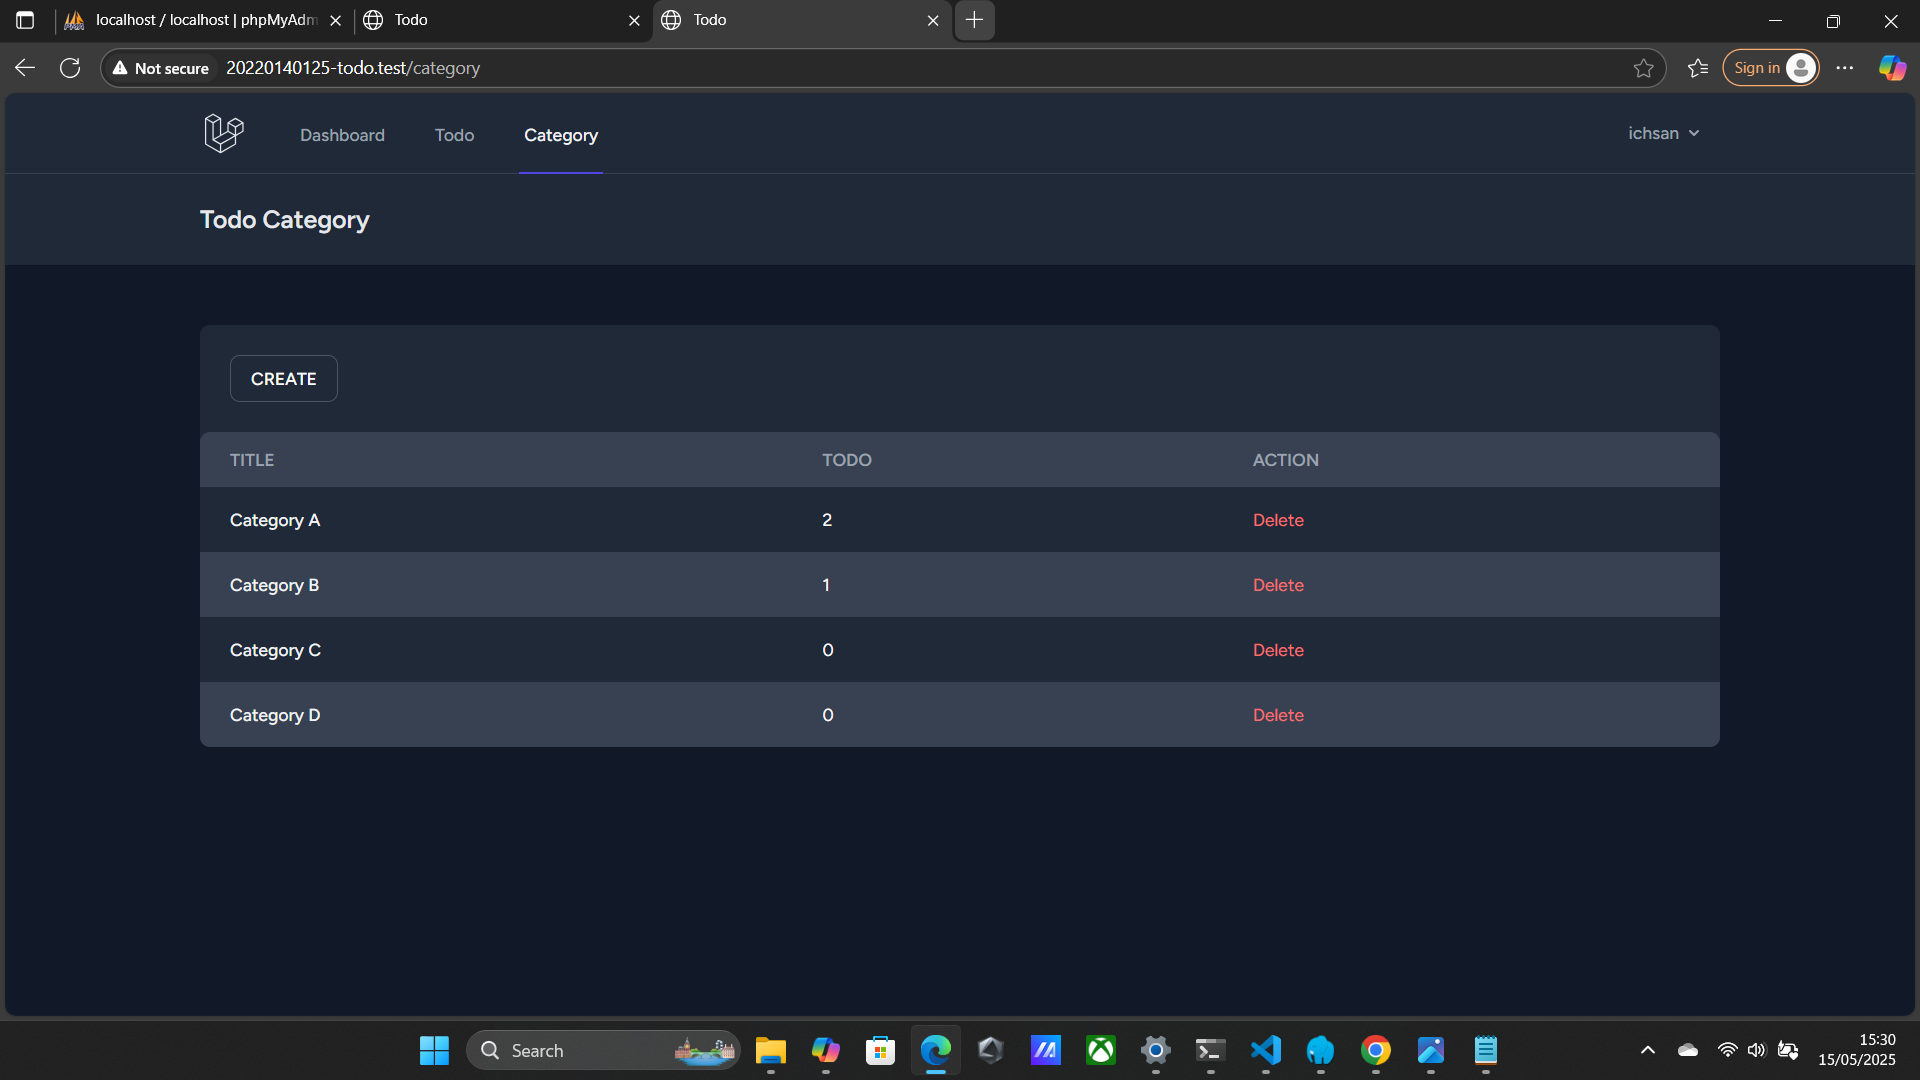 localhost / localhost | phpMyAdm
Todo
Todo
Not secure
20220140125-todo.test/category
Sign in
Dashboard
Todo
Category
ichsan
Todo Category
CREATE
TITLE TODO ACTION
Category A 2 Delete
Category B 1 Delete
Category C 0 Delete
Category D 0 Delete
Search
15:30
15/05/2025